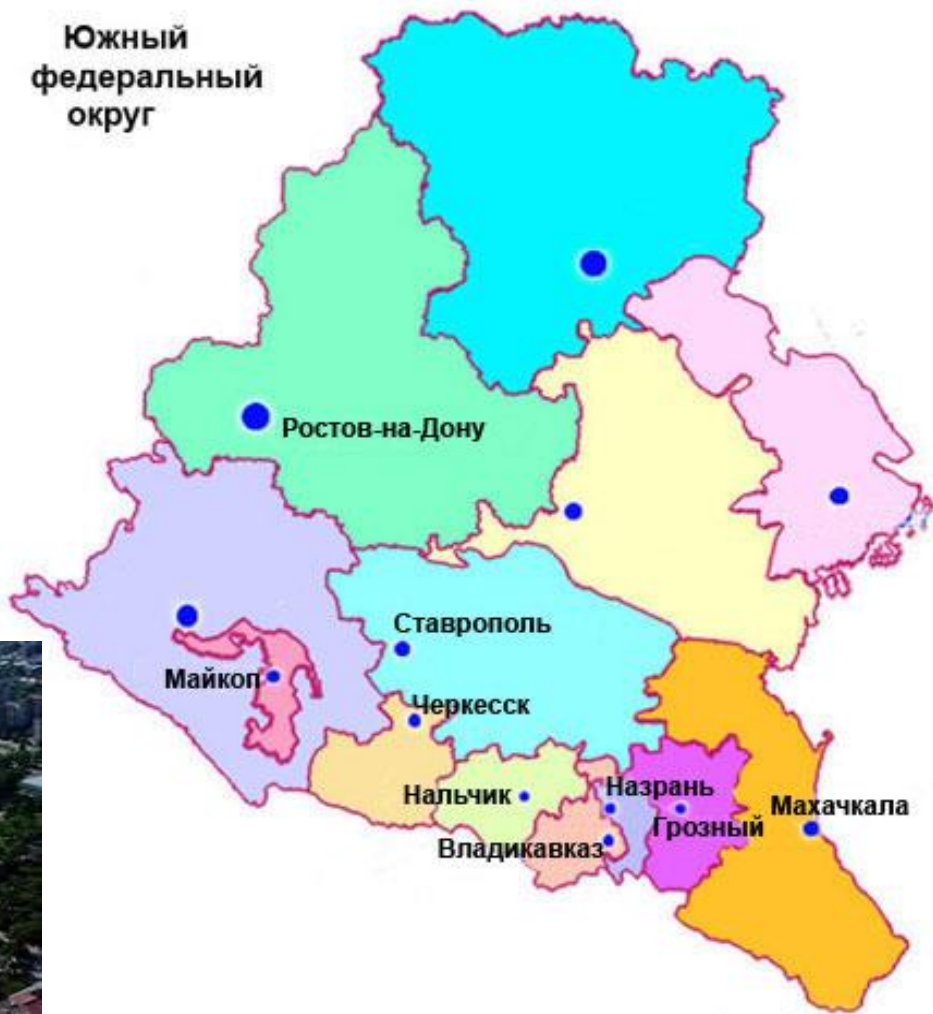 Южный
федеральный
округ
Ростов-на-Дону
Ставрополь
Майкоп
Черкесск
Нальчик
Назрань
Грозный
Махачкала
Владикавказ